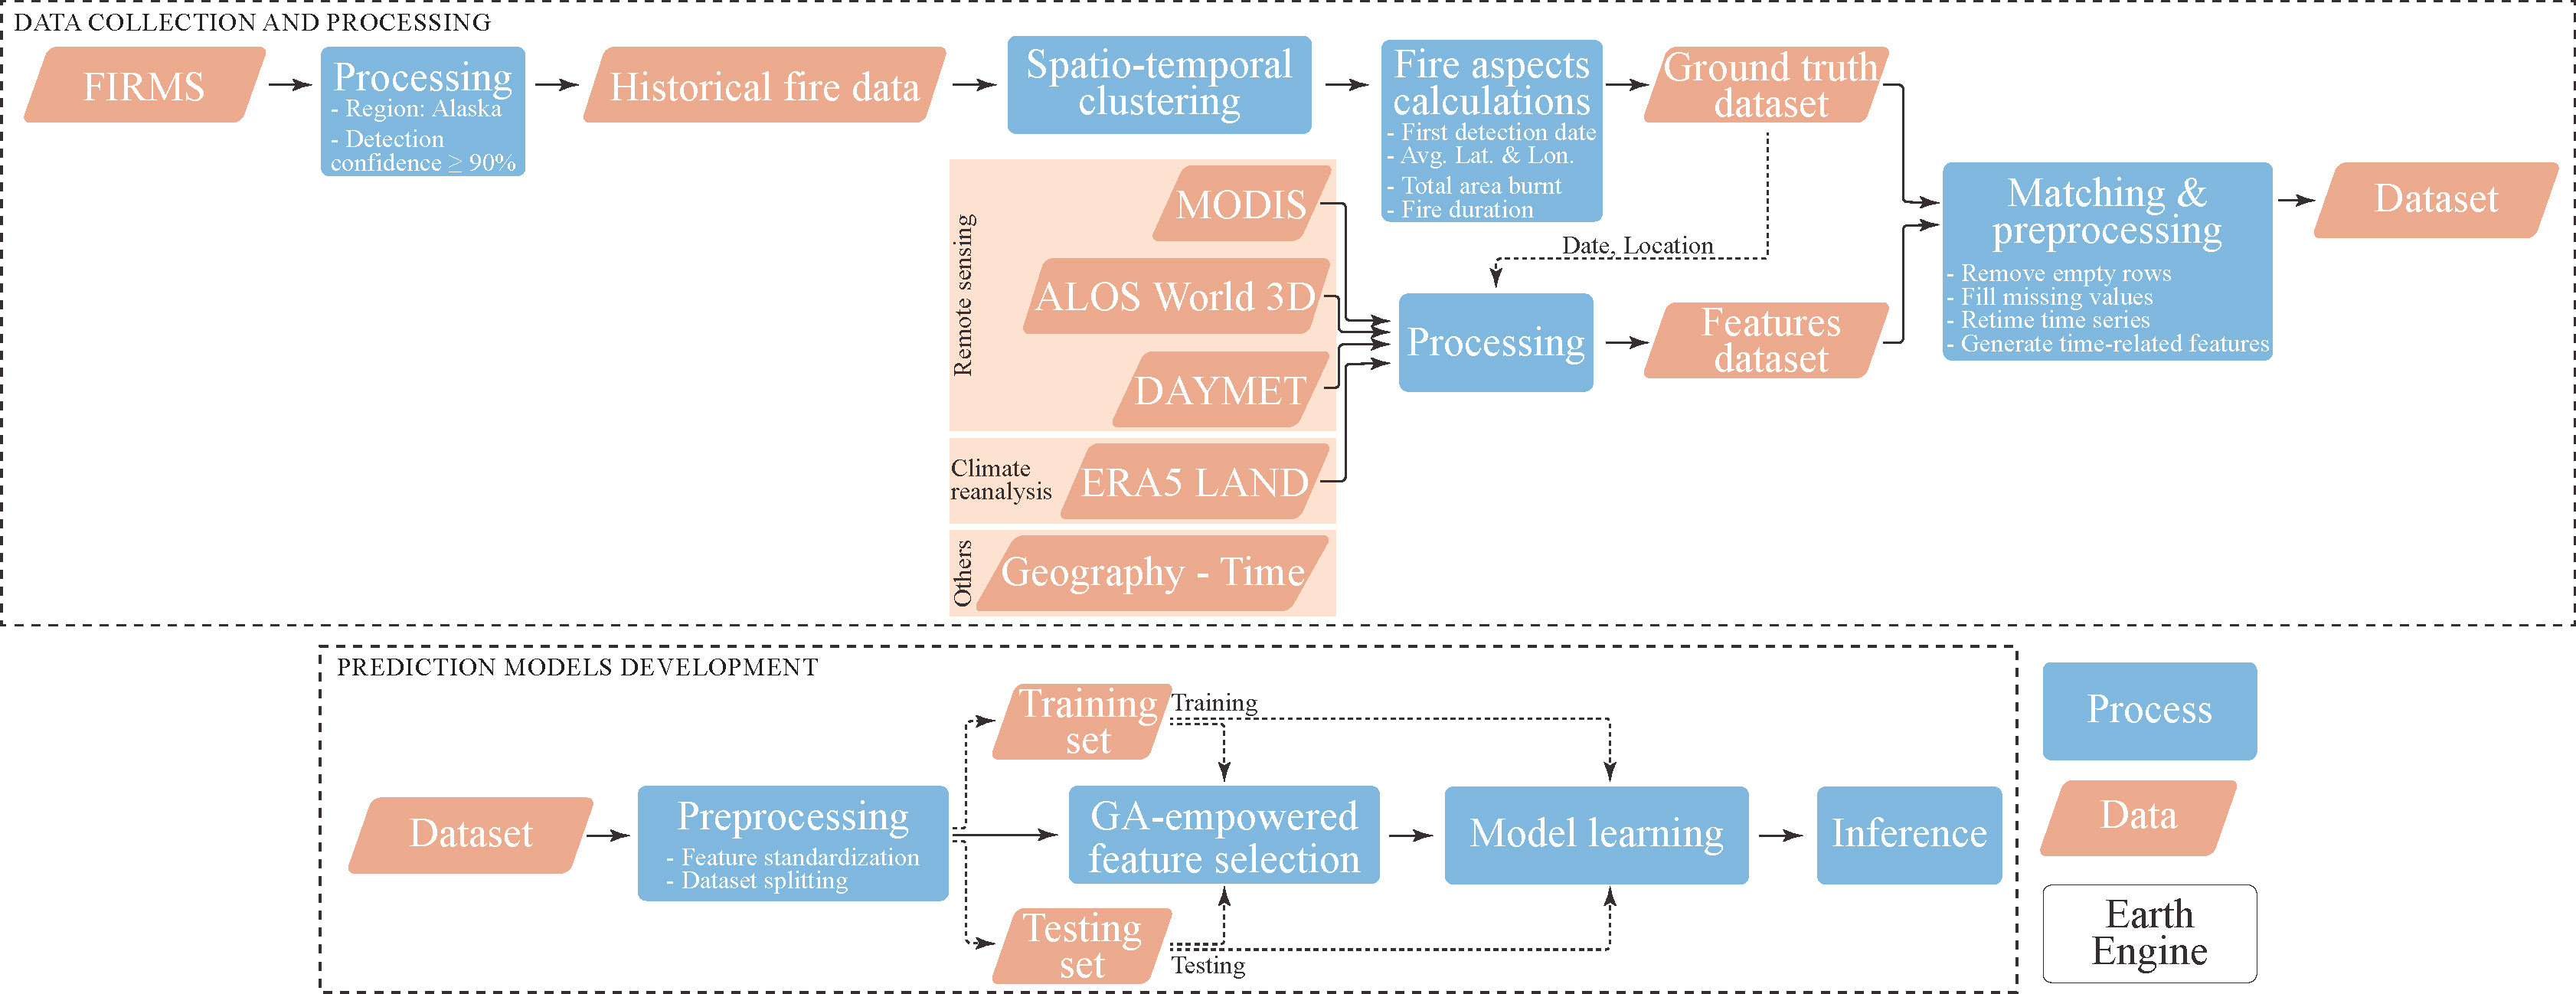 DATA COLLECTION AND PROCESSING
FIRMS
Processing
- Region: Alaska
- Detection
confidence ≥ 90%
Historical fire data
Spatio-temporal
clustering
Fire aspects
calculations
- First detection date
- Avg. Lat. & Lon.
- Total area burnt
- Fire duration
Ground truth
dataset
Date, Location
Remote sensing
MODIS
ALOS World 3D
DAYMET
Climate
reanalysis
ERA5 LAND
Others
Geography - Time
Processing
Features
dataset
Matching &
preprocessing
- Remove empty rows
- Fill missing values
- Retime time series
- Generate time-related features
Dataset
PREDICTION MODELS DEVELOPMENT
Dataset
Preprocessing
- Feature standardization
- Dataset splitting
Training
set
Training
Testing
set
Testing
GA-empowered
feature selection
Model learning
Inference
Process
Data
Earth
Engine